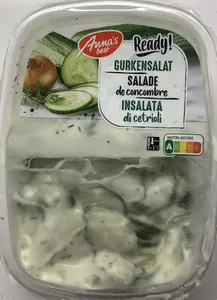 Anna's
best
Ready!
GURKENSALAT
SALADE
de concombre
INSALATA
di cetrioli
NUTRI-SCORE